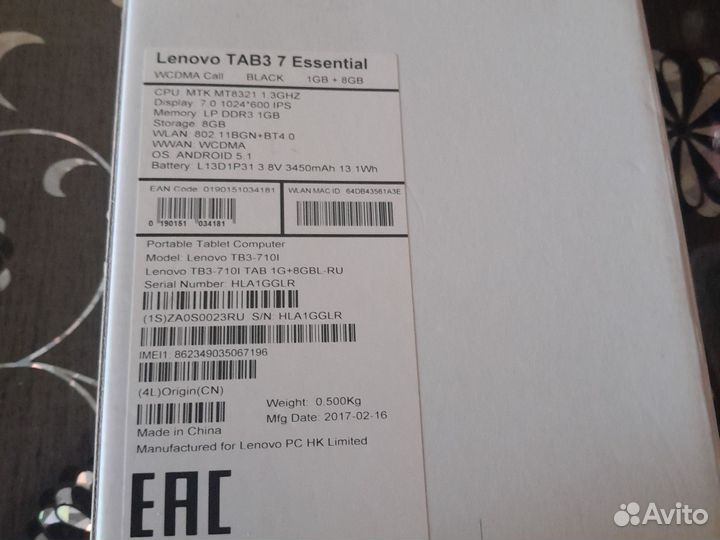 Lenovo TAB3 7 Essential
WCDMA Call BLACK 1GB + 8GB
CPU: MTK MT8321 1.3GHZ
Display: 7.0 1024*600 IPS
Memory: LP DDR3 1GB
Storage: 8GB
WLAN: 802.11BGN+BT4.0
WWAN: WCDMA
OS: ANDROID 5.1
Battery: L13D1P31 3.8V 3450mAh 13.1Wh
EAN Code: 0190151034181 WLAN MAC ID: 64DB43561A3E
0 190151 034181
Portable Tablet Computer
Model: Lenovo TB3-710I
Lenovo TB3-710I TAB 1G+8GBL-RU
Serial Number: HLA1GGLR
(1S)ZA0S0023RU S/N: HLA1GGLR
IMEI1: 862349035067196
(4L)Origin(CN)
Weight: 0.500Kg
Mfg Date: 2017-02-16
Made in China
Manufactured for Lenovo PC HK Limited
EAC
Avito